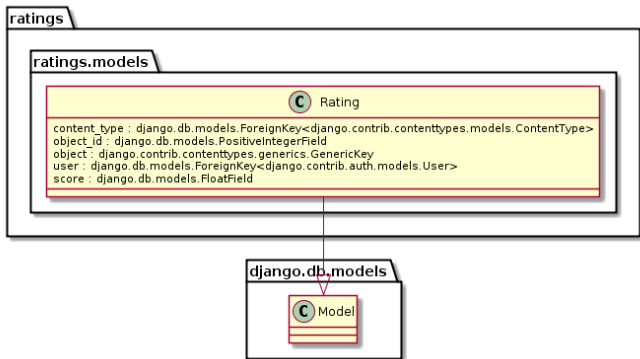 ratings
ratings.models
C Rating
content_type : django.db.models.ForeignKey<django.contrib.contenttypes.models.ContentType>
object_id : django.db.models.PositiveIntegerField
object : django.contrib.contenttypes.generics.GenericKey
user : django.db.models.ForeignKey<django.contrib.auth.models.User>
score : django.db.models.FloatField
django.db.models
C Model